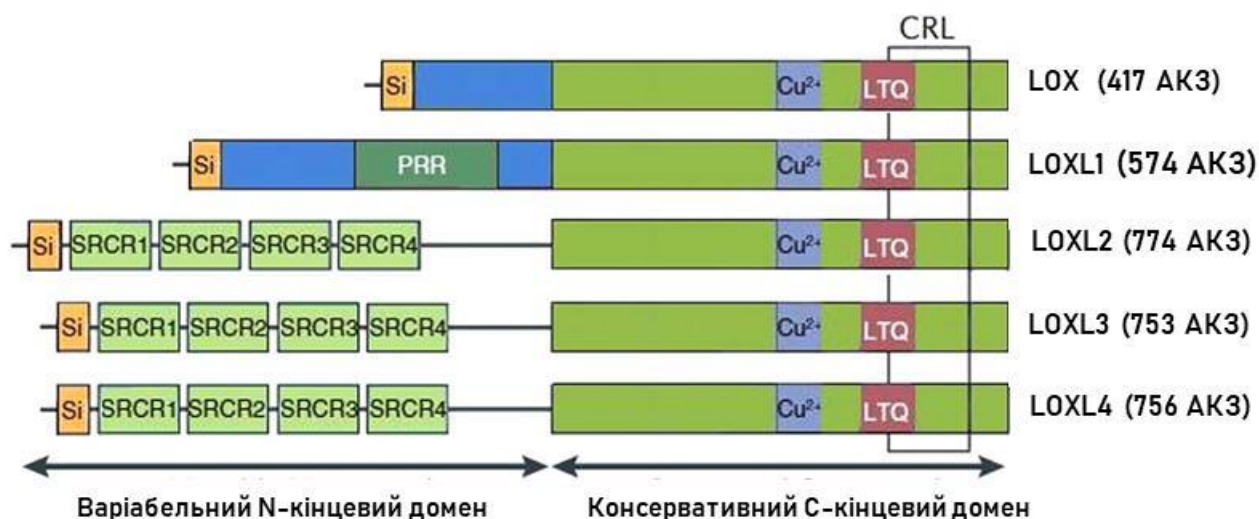 CRL
Si Cu²⁺ LTQ LOX (417 АКЗ)
Si PRR Cu²⁺ LTQ LOXL1 (574 АКЗ)
Si SRCR1 SRCR2 SRCR3 SRCR4 Cu²⁺ LTQ LOXL2 (774 АКЗ)
Si SRCR1 SRCR2 SRCR3 SRCR4 Cu²⁺ LTQ LOXL3 (753 АКЗ)
Si SRCR1 SRCR2 SRCR3 SRCR4 Cu²⁺ LTQ LOXL4 (756 АКЗ)
Варіабельний N-кінцевий домен Консервативний С-кінцевий домен